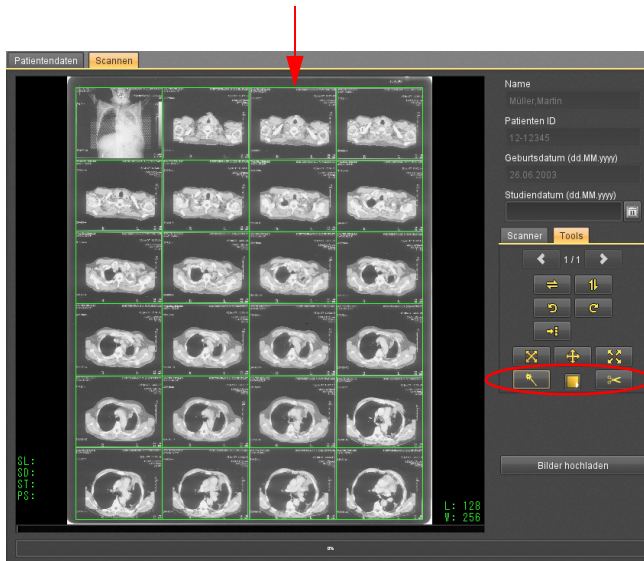 Patientendaten Scannen
Name
Müller,Martin
Patienten ID
12-12345
Geburtsdatum (dd.MM.yyyy)
26.06.2003
Studiendatum (dd.MM.yyyy)
Scanner Tools
1 / 1
SL:
SD:
ST:
PS:
L: 128
W: 256
Bilder hochladen
0%